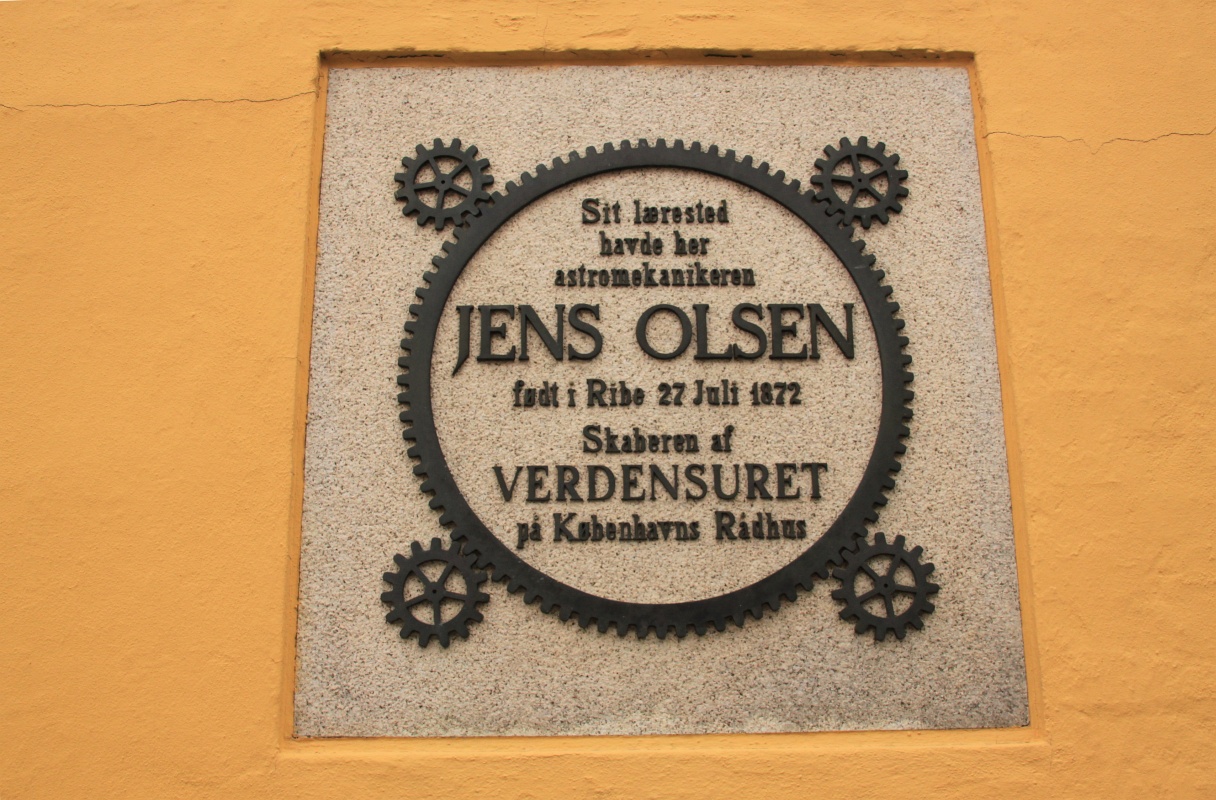 Sit lærested
havde her
astromekanikeren
JENS OLSEN
født i Ribe 27 Juli 1872
Skaberen af
VERDENSURET
på Københavns Rådhus